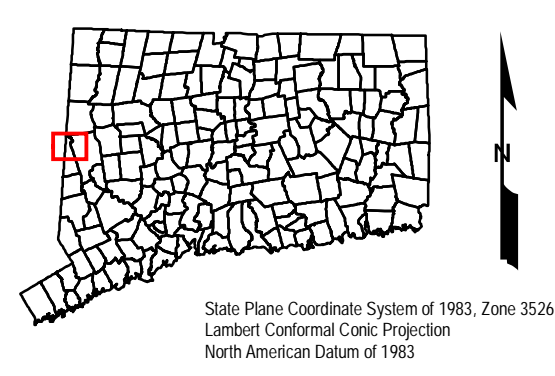 N
State Plane Coordinate System of 1983, Zone 3526
Lambert Conformal Conic Projection
North American Datum of 1983